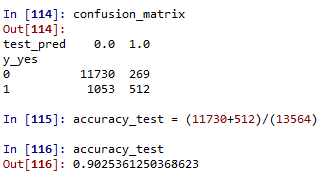 In [114]: confusion_matrix
Out[114]:
test_pred 0.0 1.0
y_yes
0 11730 269
1 1053 512
In [115]: accuracy_test = (11730+512)/(13564)
In [116]: accuracy_test
Out[116]: 0.9025361250368623